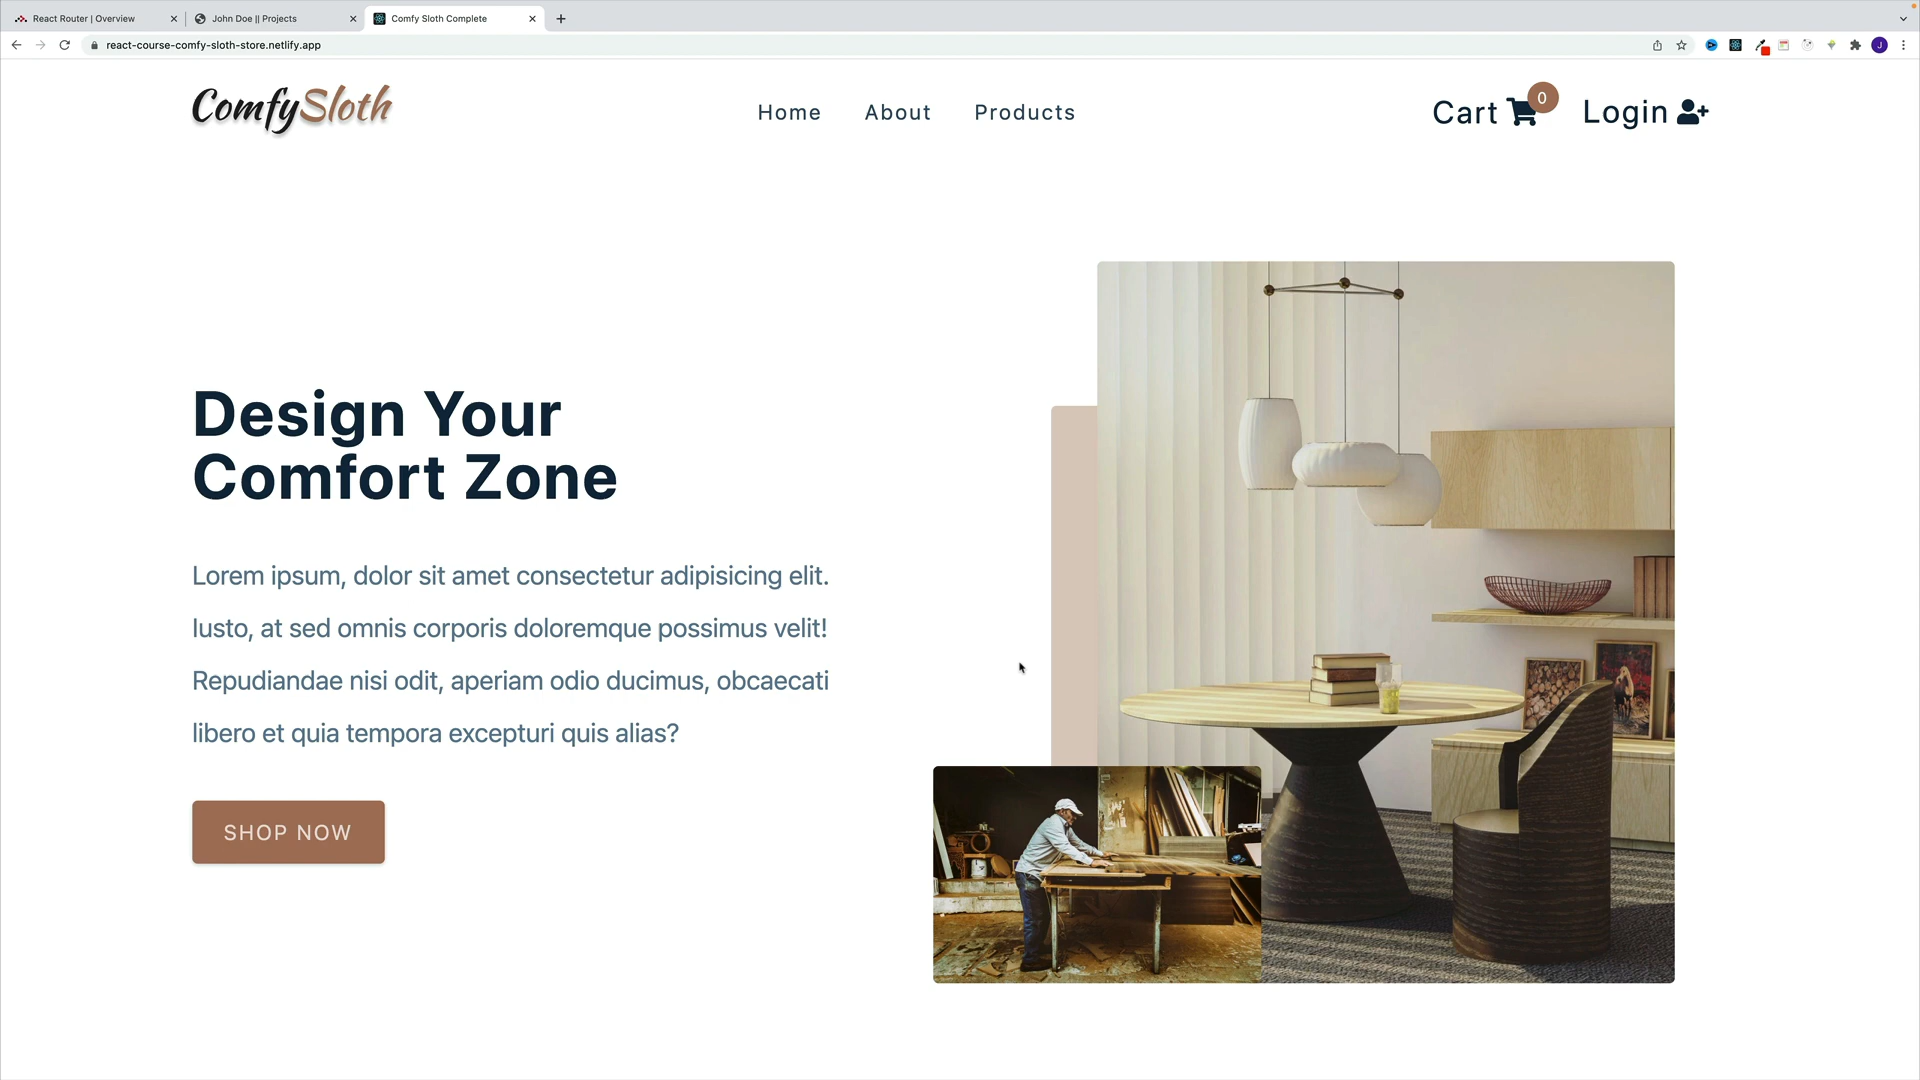 React Router | Overview
John Doe || Projects
Comfy Sloth Complete
react-course-comfy-sloth-store.netlify.app
J
ComfySloth
Home
About
Products
Cart
0
Login
Design Your
Comfort Zone
Lorem ipsum, dolor sit amet consectetur adipisicing elit.
Iusto, at sed omnis corporis doloremque possimus velit!
Repudiandae nisi odit, aperiam odio ducimus, obcaecati
libero et quia tempora excepturi quis alias?
SHOP NOW